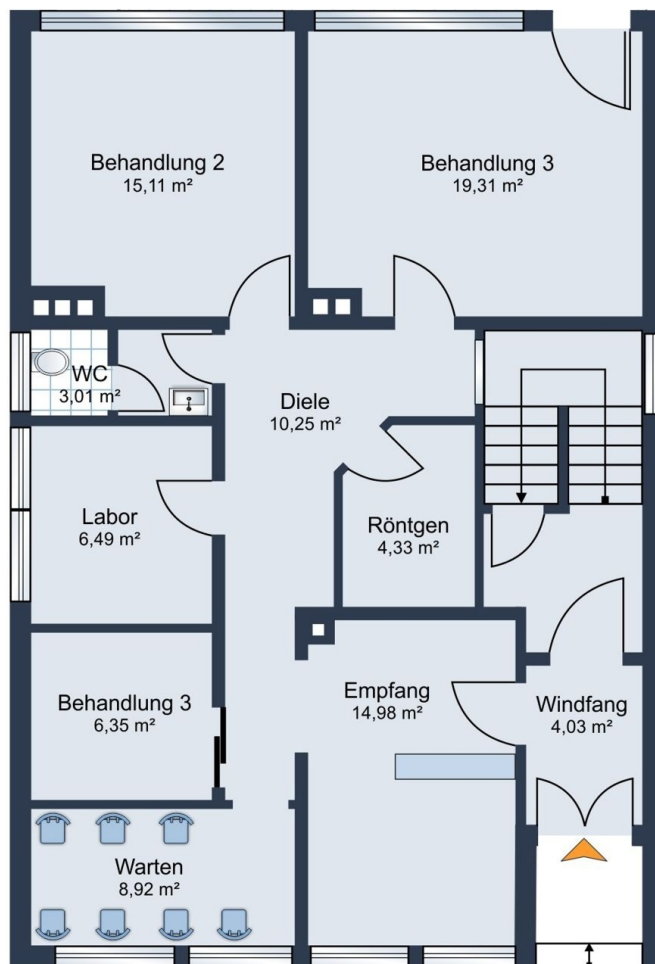 Behandlung 2
15,11 m²
Behandlung 3
19,31 m²
WC
3,01 m²
Diele
10,25 m²
Labor
6,49 m²
Röntgen
4,33 m²
Behandlung 3
6,35 m²
Empfang
14,98 m²
Windfang
4,03 m²
Warten
8,92 m²